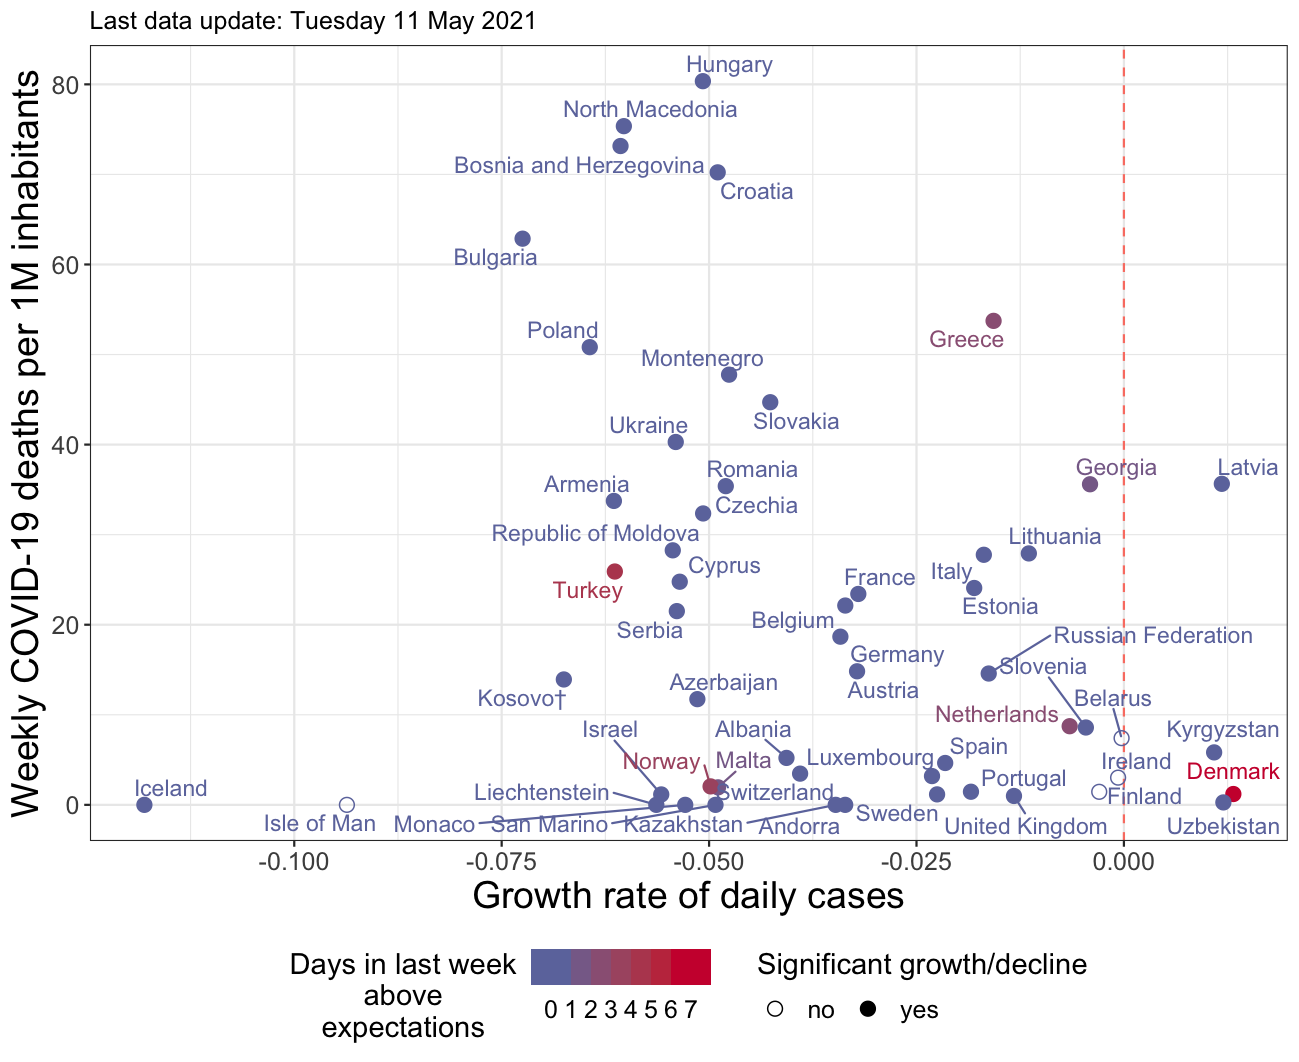 Last data update: Tuesday 11 May 2021
Weekly COVID-19 deaths per 1M inhabitants
80
60
40
20
0
Hungary
North Macedonia
Bosnia and Herzegovina
Croatia
Bulgaria
Poland
Greece
Montenegro
Slovakia
Ukraine
Romania
Georgia
Latvia
Armenia
Czechia
Republic of Moldova
Lithuania
Cyprus
Italy
France
Turkey
Estonia
Belgium
Serbia
Russian Federation
Germany
Slovenia
Azerbaijan
Austria
Kosovo†
Belarus
Netherlands
Israel
Albania
Kyrgyzstan
Spain
Norway
Malta
Luxembourg
Ireland
Denmark
Portugal
Iceland
Liechtenstein
Switzerland
Finland
Sweden
Isle of Man
Monaco
San Marino
Kazakhstan
Andorra
United Kingdom
Uzbekistan
-0.100
-0.075
-0.050
-0.025
0.000
Growth rate of daily cases
Days in last week
above
expectations
0 1 2 3 4 5 6 7
Significant growth/decline
no
yes